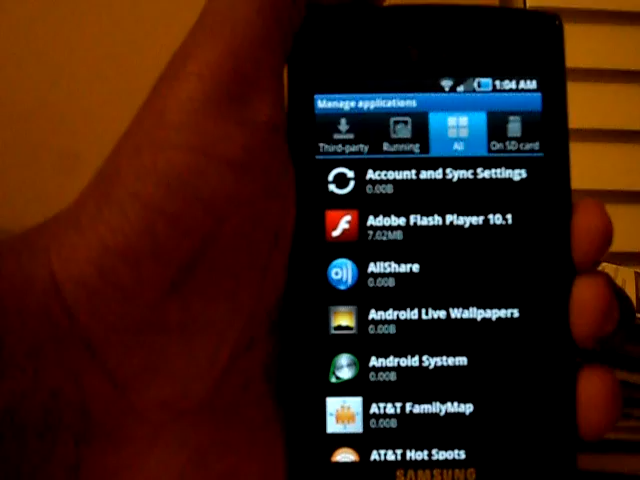 1:04 AM
Manage applications
Third-party Running All On SD card
Account and Sync Settings
0.00B
Adobe Flash Player 10.1
7.02MB
AllShare
0.00B
Android Live Wallpapers
0.00B
Android System
0.00B
AT&T FamilyMap
0.00B
AT&T Hot Spots
SAMSUNG